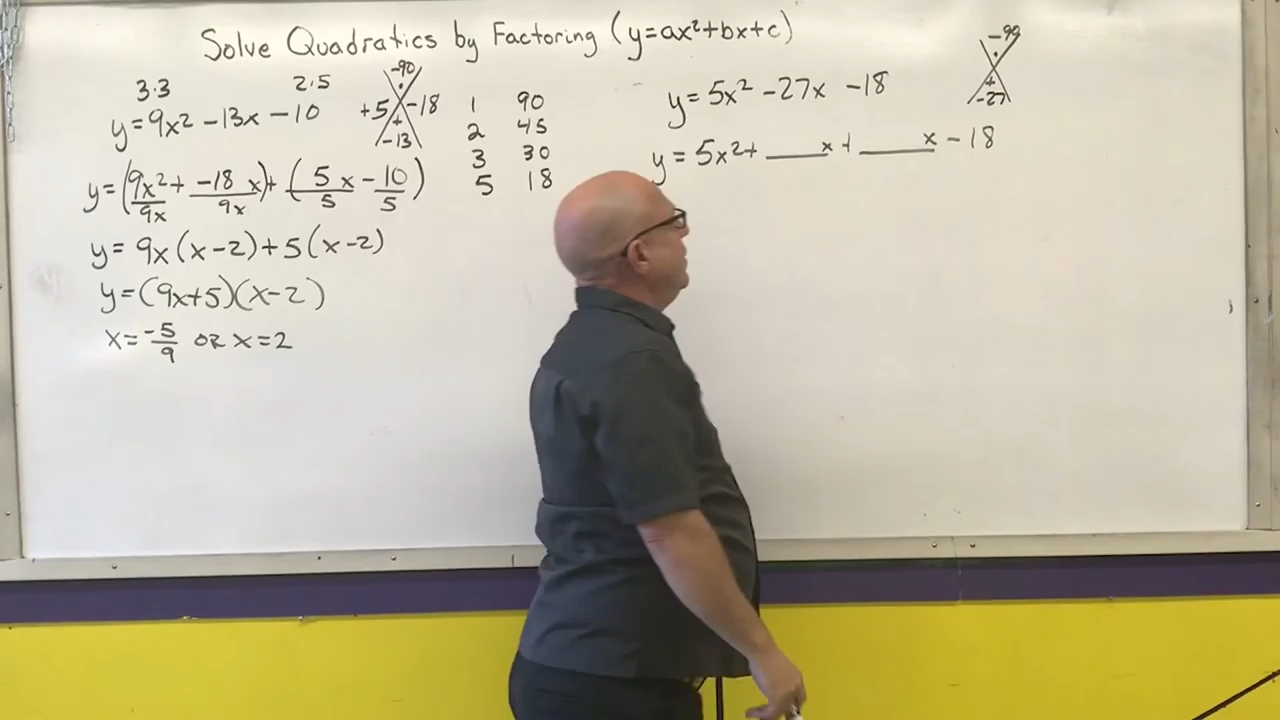 Solve Quadratics by Factoring (y=ax²+bx+c)
3·3 2·5
y=9x²-13x-10
-90
·
+5 -18
+
-13
1 90
2 45
3 30
5 18
y=(9x²/9x + -18x/9x) + (5x/5 - 10/5)
y=9x(x-2)+5(x-2)
y=(9x+5)(x-2)
x=-5/9 OR x=2
y=5x²-27x-18
y=5x²+____x+____x-18
-90
·
+
-27